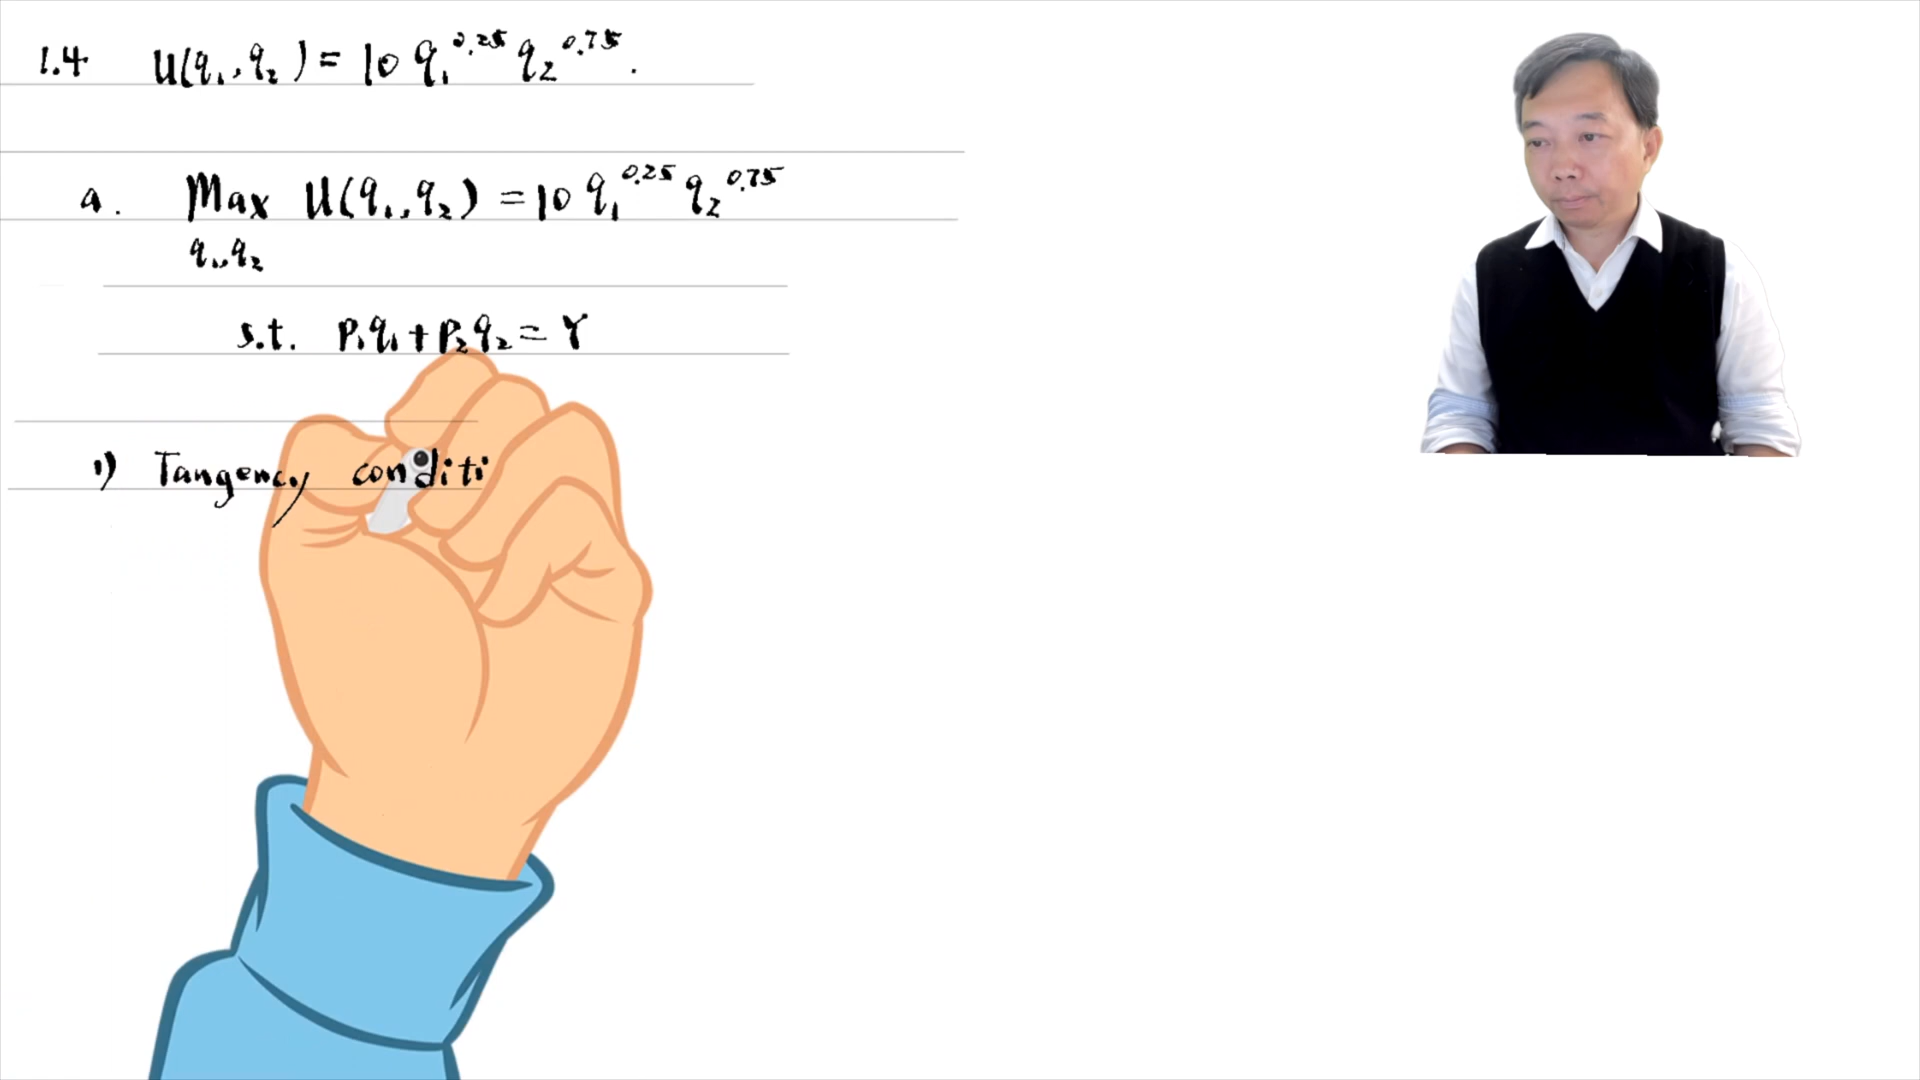 1.4 U(q₁, q₂) = 10 q₁^0.25 q₂^0.75.
a. Max U(q₁, q₂) = 10 q₁^0.25 q₂^0.75
q₁, q₂
s.t. P₁q₁ + P₂q₂ = Y
1) Tangency conditi